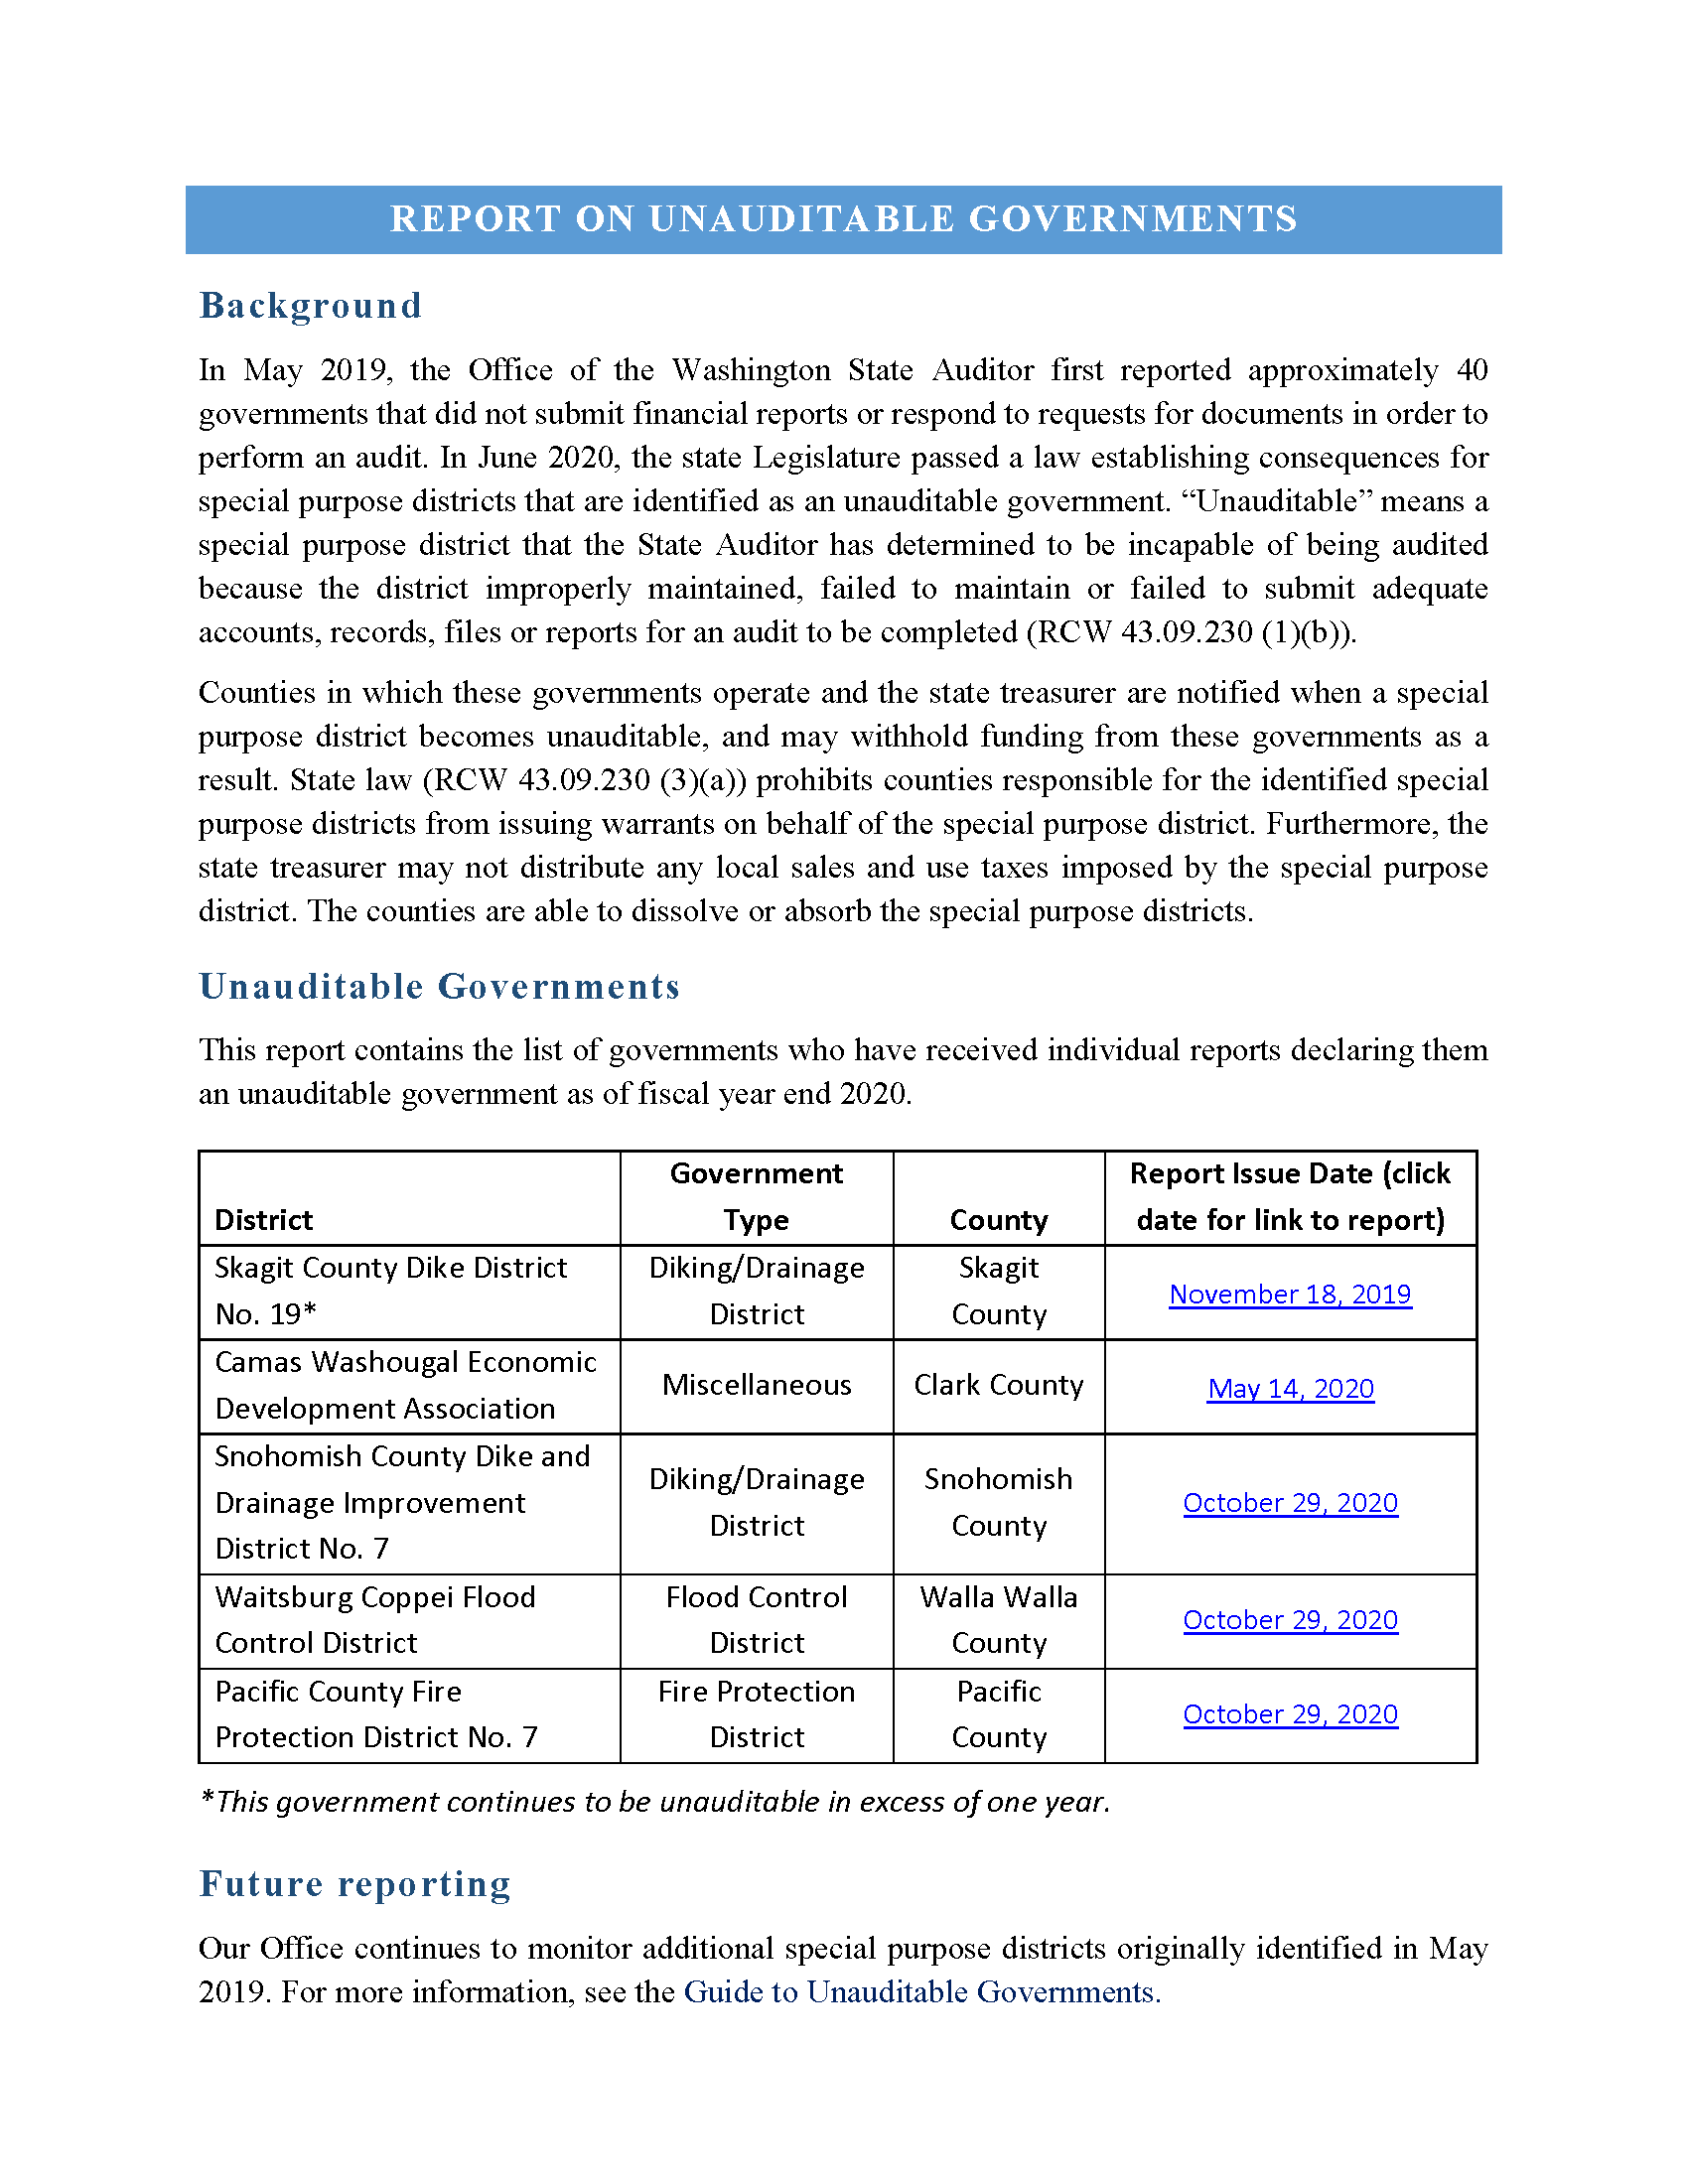 REPORT ON UNAUDITABLE GOVERNMENTS
Background
In May 2019, the Office of the Washington State Auditor first reported approximately 40
governments that did not submit financial reports or respond to requests for documents in order to
perform an audit. In June 2020, the state Legislature passed a law establishing consequences for
special purpose districts that are identified as an unauditable government. “Unauditable” means a
special purpose district that the State Auditor has determined to be incapable of being audited
because the district improperly maintained, failed to maintain or failed to submit adequate
accounts, records, files or reports for an audit to be completed (RCW 43.09.230 (1)(b)).
Counties in which these governments operate and the state treasurer are notified when a special
purpose district becomes unauditable, and may withhold funding from these governments as a
result. State law (RCW 43.09.230 (3)(a)) prohibits counties responsible for the identified special
purpose districts from issuing warrants on behalf of the special purpose district. Furthermore, the
state treasurer may not distribute any local sales and use taxes imposed by the special purpose
district. The counties are able to dissolve or absorb the special purpose districts.
Unauditable Governments
This report contains the list of governments who have received individual reports declaring them
an unauditable government as of fiscal year end 2020.
District
Government
Type
County
Report Issue Date (click
date for link to report)
Skagit County Dike District
No. 19*
Diking/Drainage
District
Skagit
County
November 18, 2019
Camas Washougal Economic
Development Association
Miscellaneous
Clark County
May 14, 2020
Snohomish County Dike and
Drainage Improvement
District No. 7
Diking/Drainage
District
Snohomish
County
October 29, 2020
Waitsburg Coppei Flood
Control District
Flood Control
District
Walla Walla
County
October 29, 2020
Pacific County Fire
Protection District No. 7
Fire Protection
District
Pacific
County
October 29, 2020
*This government continues to be unauditable in excess of one year.
Future reporting
Our Office continues to monitor additional special purpose districts originally identified in May
2019. For more information, see the Guide to Unauditable Governments.